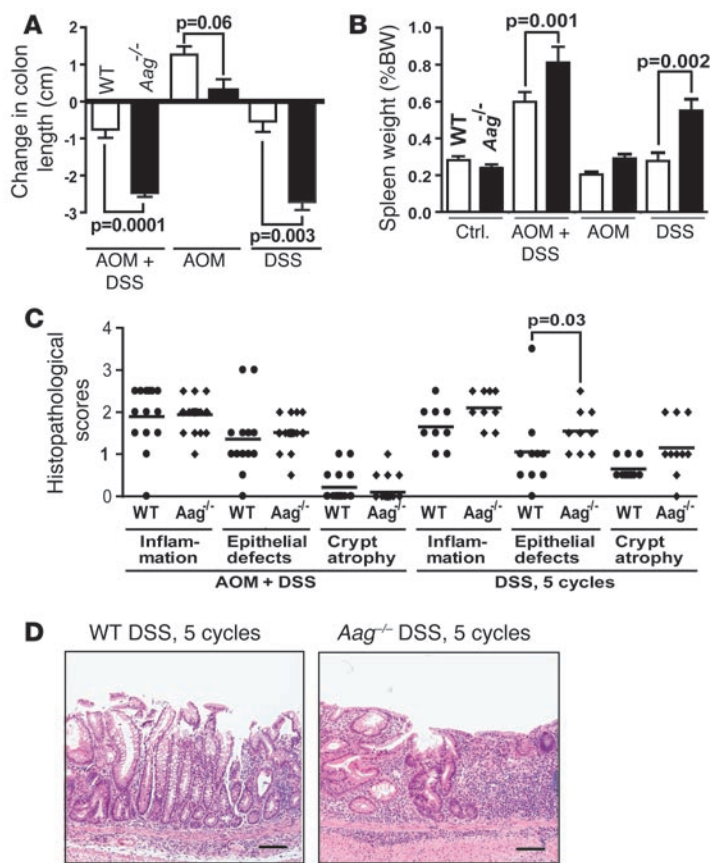 A
Change in colon
length (cm)
2
1
0
-1
-2
-3
WT
Aag-/-
p=0.06
p=0.0001
p=0.003
AOM +
DSS
AOM
DSS
B
Spleen weight (%BW)
1.0
0.8
0.6
0.4
0.2
WT
Aag-/-
p=0.001
p=0.002
Ctrl.
AOM +
DSS
AOM
DSS
C
Histopathological
scores
4
3
2
1
0
p=0.03
WT Aag-/- WT Aag-/- WT Aag-/- WT Aag-/- WT Aag-/- WT Aag-/-
Inflam-
mation
Epithelial
defects
Crypt
atrophy
Inflam-
mation
Epithelial
defects
Crypt
atrophy
AOM + DSS
DSS, 5 cycles
D
WT DSS, 5 cycles
Aag–/– DSS, 5 cycles